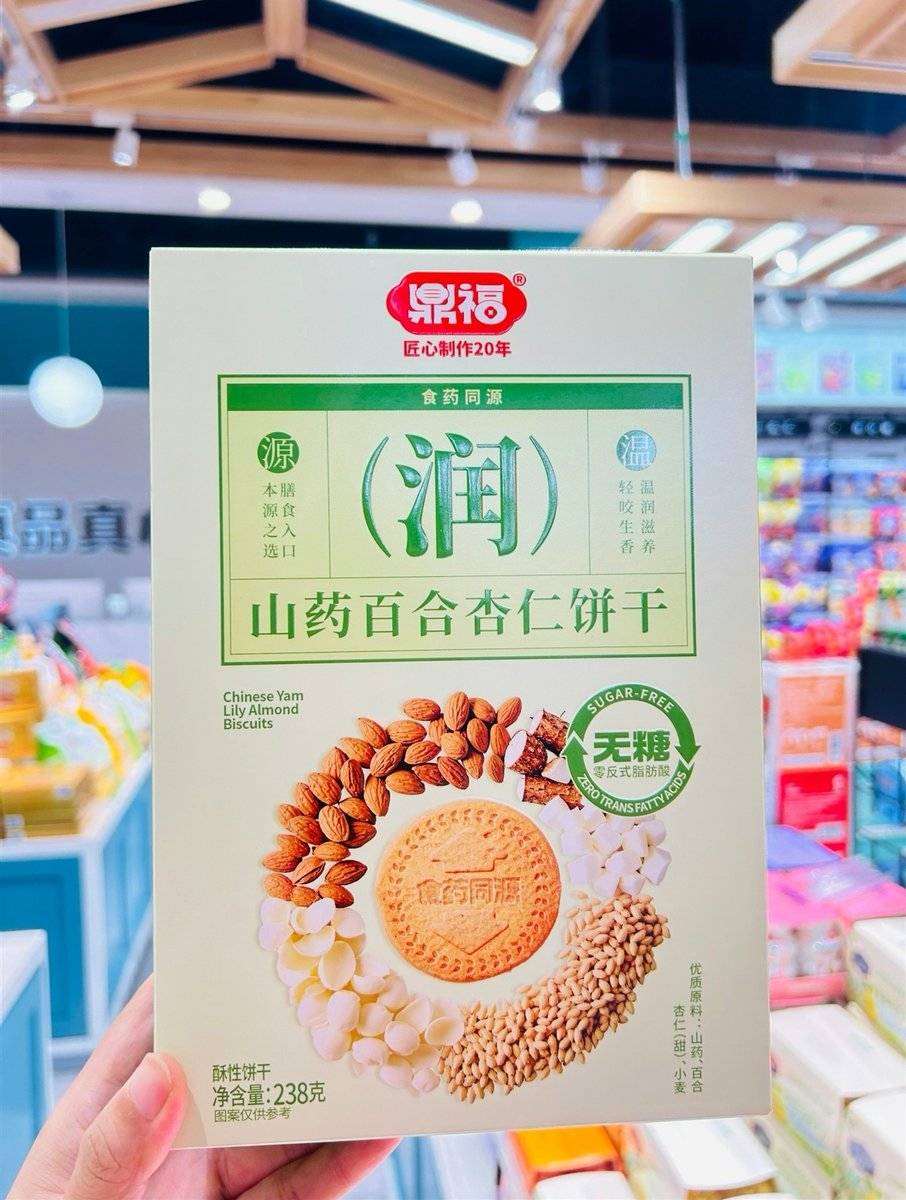 鼎福®
匠心制作20年
食药同源
源
膳食入口
本源之选
(润)
温
温润滋养
轻咬生香
山药百合杏仁饼干
Chinese Yam
Lily Almond
Biscuits
SUGAR-FREE
无糖
零反式脂肪酸
ZERO TRANS FATTY ACIDS
食药同源
优质原料：山药、百合
杏仁(甜)、小麦
酥性饼干
净含量:238克
图案仅供参考
品真